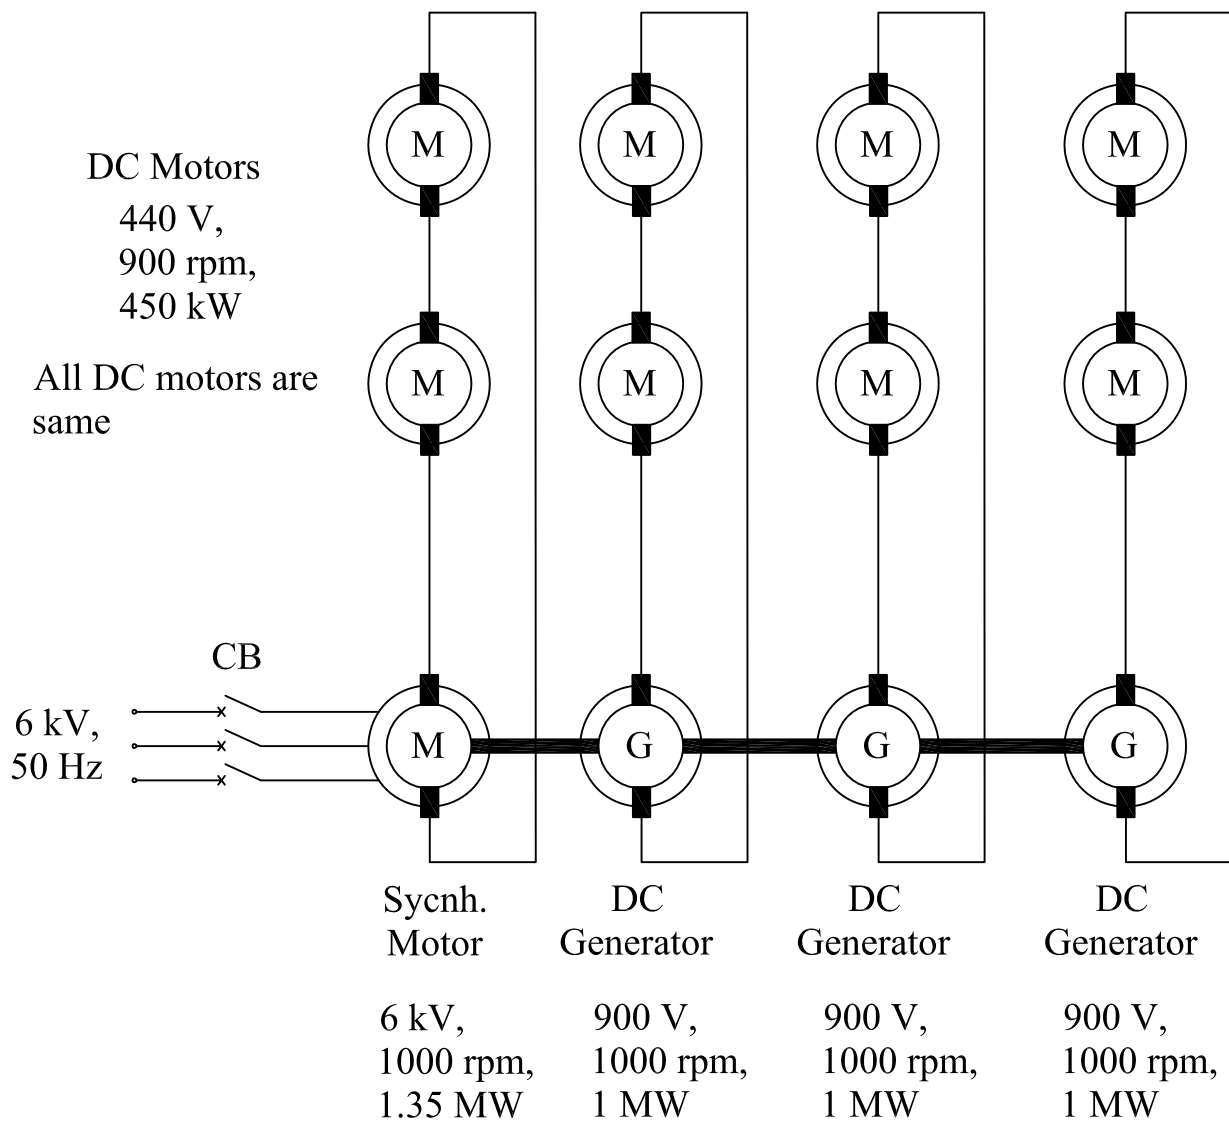 M M M M
DC Motors
440 V,
900 rpm,
450 kW
All DC motors are
same
M M M M
CB
6 kV,
50 Hz
M G G G
Sycnh.
Motor
6 kV,
1000 rpm,
1.35 MW
DC
Generator
900 V,
1000 rpm,
1 MW
DC
Generator
900 V,
1000 rpm,
1 MW
DC
Generator
900 V,
1000 rpm,
1 MW